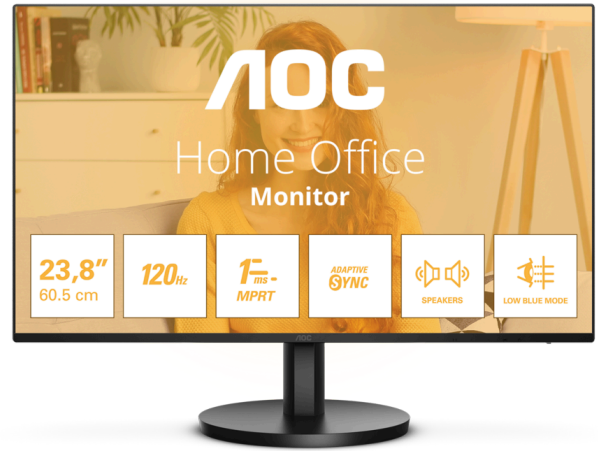 AOC
Home Office
Monitor
23,8”
60.5 cm
120Hz
1ms
MPRT
ADAPTIVE
SYNC
SPEAKERS
LOW BLUE MODE
AOC